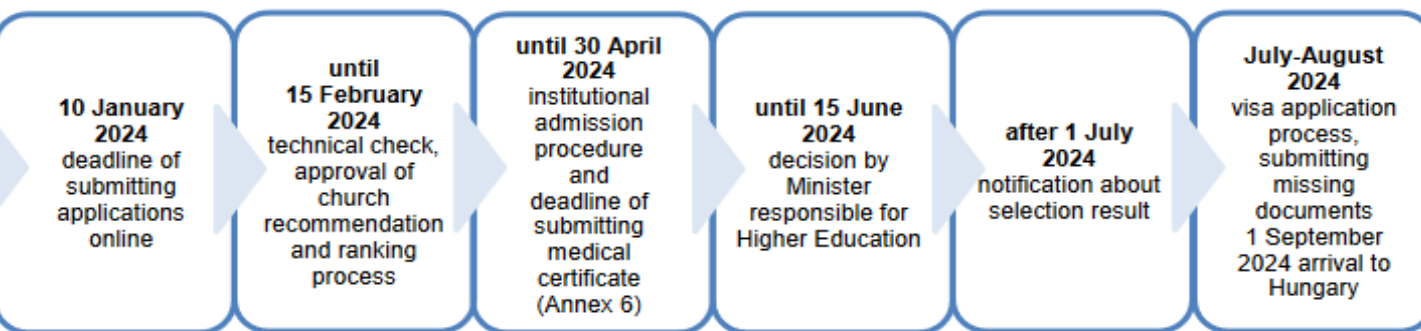 10 January
2024
deadline of
submitting
applications
online
until
15 February
2024
technical check,
approval of
church
recommendation
and ranking
process
until 30 April
2024
institutional
admission
procedure
and
deadline of
submitting
medical
certificate
(Annex 6)
until 15 June
2024
decision by
Minister
responsible for
Higher Education
after 1 July
2024
notification about
selection result
July-August
2024
visa application
process,
submitting
missing
documents
1 September
2024 arrival to
Hungary